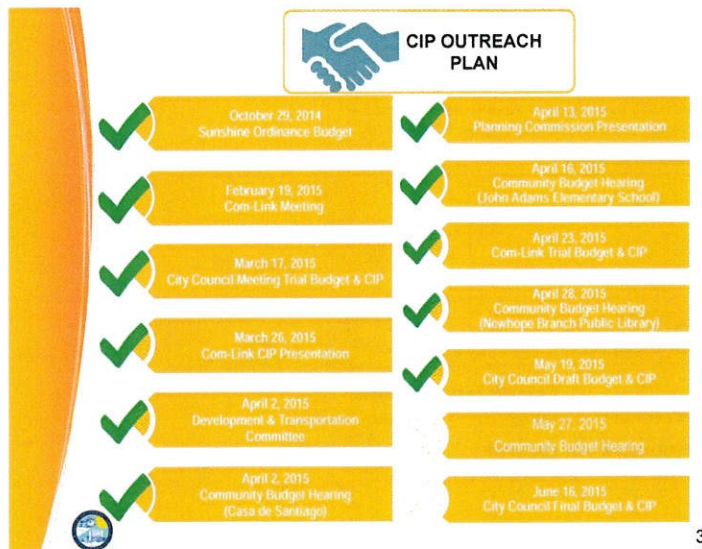 CIP OUTREACH
PLAN
October 29, 2014
Sunshine Ordinance Budget
February 19, 2015
Com-Link Meeting
March 17, 2015
City Council Meeting Trial Budget & CIP
March 26, 2015
Com-Link CIP Presentation
April 2, 2015
Development & Transportation
Committee
April 2, 2015
Community Budget Hearing
(Casa de Santiago)
April 13, 2015
Planning Commission Presentation
April 16, 2015
Community Budget Hearing
(John Adams Elementary School)
April 23, 2015
Com-Link Trial Budget & CIP
April 28, 2015
Community Budget Hearing
(Newhope Branch Public Library)
May 19, 2015
City Council Draft Budget & CIP
May 27, 2015
Community Budget Hearing
June 16, 2015
City Council Final Budget & CIP
3